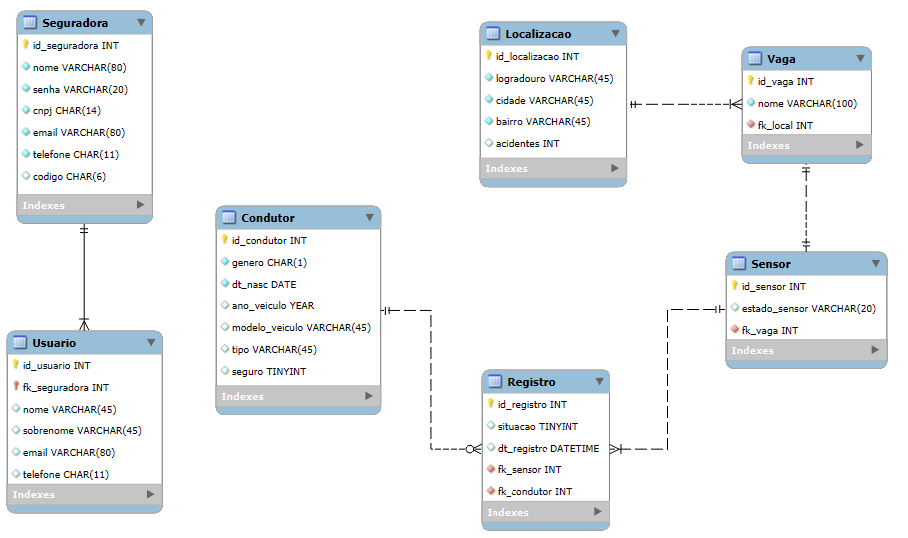 Seguradora
id_seguradora INT
nome VARCHAR(80)
senha VARCHAR(20)
cnpj CHAR(14)
email VARCHAR(80)
telefone CHAR(11)
codigo CHAR(6)
Indexes
Localizacao
id_localizacao INT
logradouro VARCHAR(45)
cidade VARCHAR(45)
bairro VARCHAR(45)
acidentes INT
Indexes
Vaga
id_vaga INT
nome VARCHAR(100)
fk_local INT
Indexes
Condutor
id_condutor INT
genero CHAR(1)
dt_nasc DATE
ano_veiculo YEAR
modelo_veiculo VARCHAR(45)
tipo VARCHAR(45)
seguro TINYINT
Indexes
Sensor
id_sensor INT
estado_sensor VARCHAR(20)
fk_vaga INT
Indexes
Usuario
id_usuario INT
fk_seguradora INT
nome VARCHAR(45)
sobrenome VARCHAR(45)
email VARCHAR(80)
telefone CHAR(11)
Indexes
Registro
id_registro INT
situacao TINYINT
dt_registro DATETIME
fk_sensor INT
fk_condutor INT
Indexes